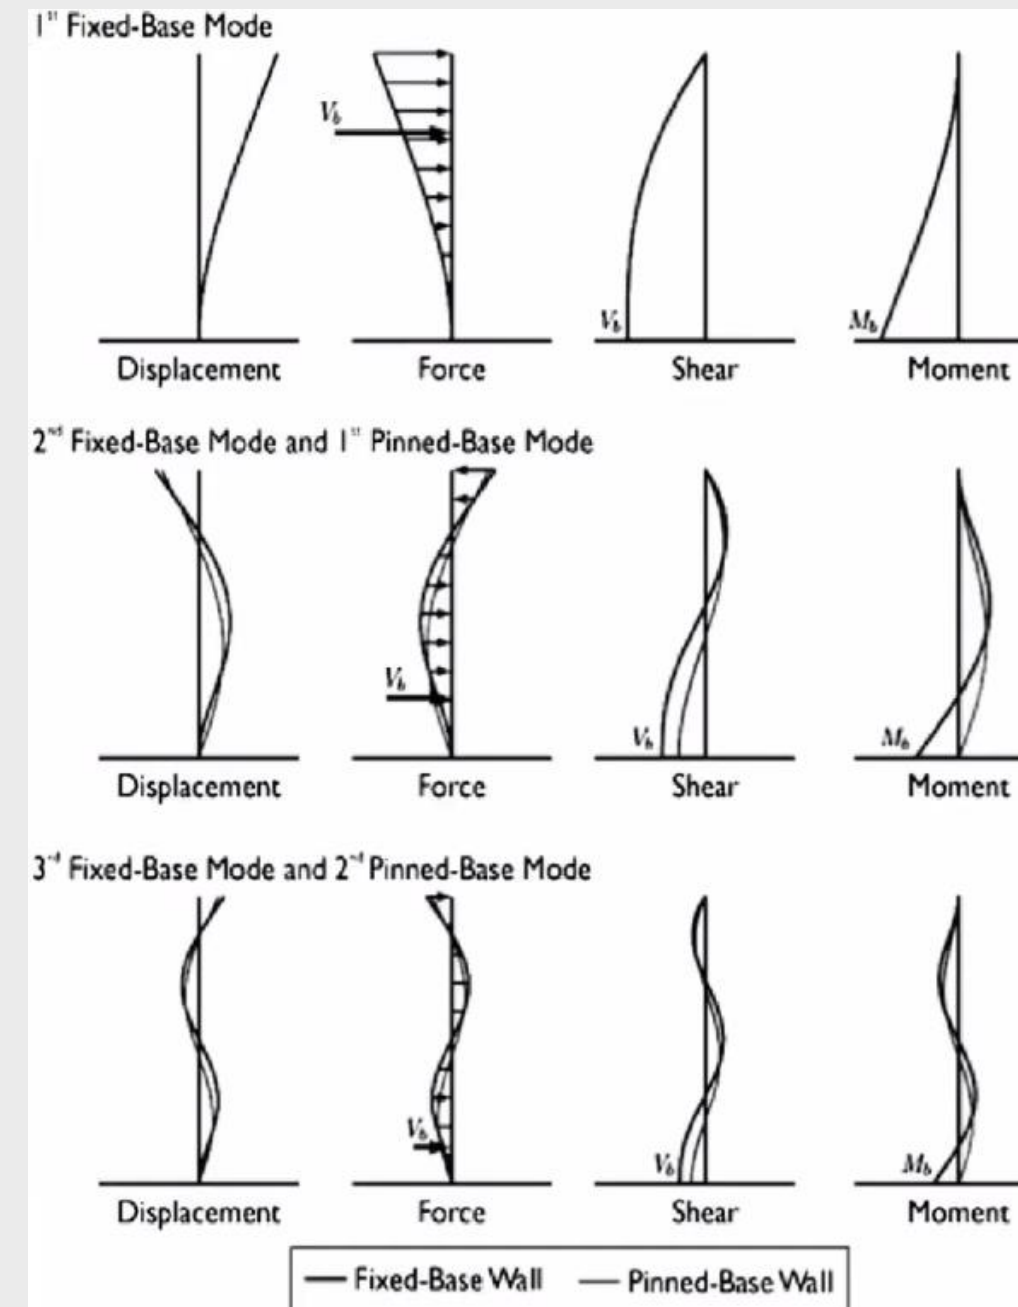 1st Fixed-Base Mode
Vb
Vb
Mb
Displacement Force Shear Moment
2nd Fixed-Base Mode and 1st Pinned-Base Mode
Vb
Vb
Mb
Displacement Force Shear Moment
3rd Fixed-Base Mode and 2nd Pinned-Base Mode
Vb
Vb
Mb
Displacement Force Shear Moment
Fixed-Base Wall Pinned-Base Wall